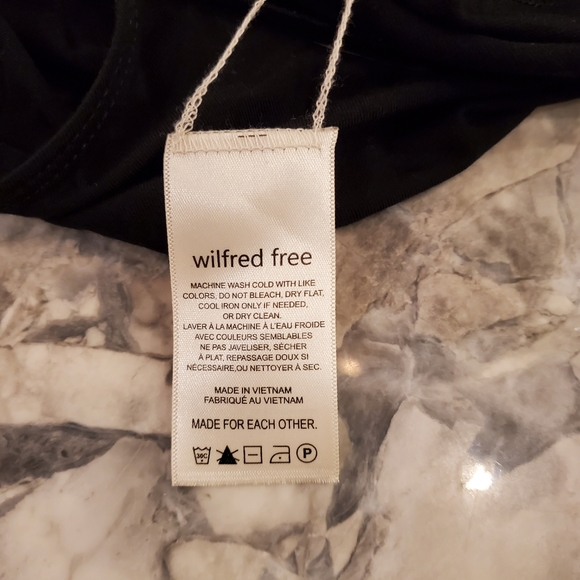 wilfred free
MACHINE WASH COLD WITH LIKE
COLORS, DO NOT BLEACH, DRY FLAT,
COOL IRON ONLY IF NEEDED,
OR DRY CLEAN.
LAVER À LA MACHINE À L'EAU FROIDE
AVEC COULEURS SEMBLABLES
NE PAS JAVELISER, SÉCHER
À PLAT, REPASSAGE DOUX SI
NÉCESSAIRE,OU NETTOYER À SEC.
MADE IN VIETNAM
FABRIQUÉ AU VIETNAM
MADE FOR EACH OTHER.
30C P